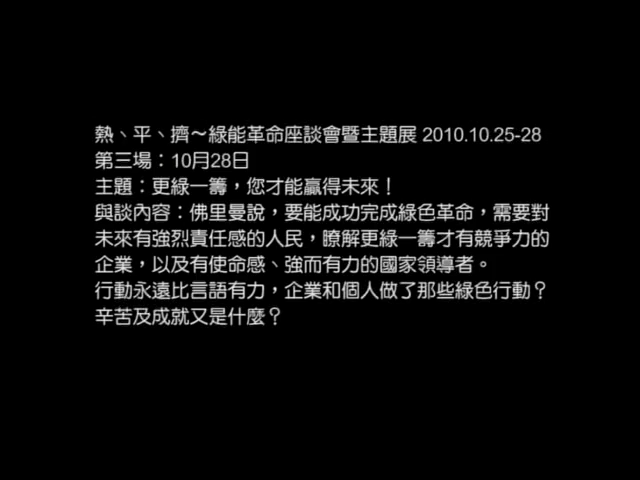 熱、平、擠～綠能革命座談會暨主題展 2010.10.25-28
第三場：10月28日
主題：更綠一籌，您才能贏得未來！
與談內容：佛里曼說，要能成功完成綠色革命，需要對
未來有強烈責任感的人民，瞭解更綠一籌才有競爭力的
企業，以及有使命感、強而有力的國家領導者。
行動永遠比言語有力，企業和個人做了那些綠色行動？
辛苦及成就又是什麼？